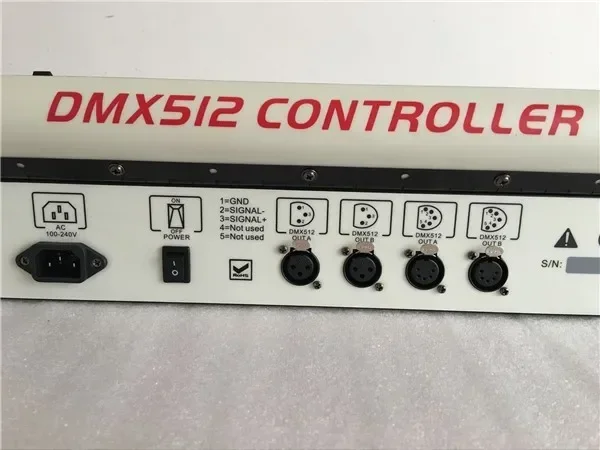 DMX512 CONTROLLER
AC
100-240V
ON
OFF
POWER
1=GND
2=SIGNAL-
3=SIGNAL+
4=Not used
5=Not used
RoHS
DMX512
OUT A
DMX512
OUT B
DMX512
OUT A
DMX512
OUT B
S/N: